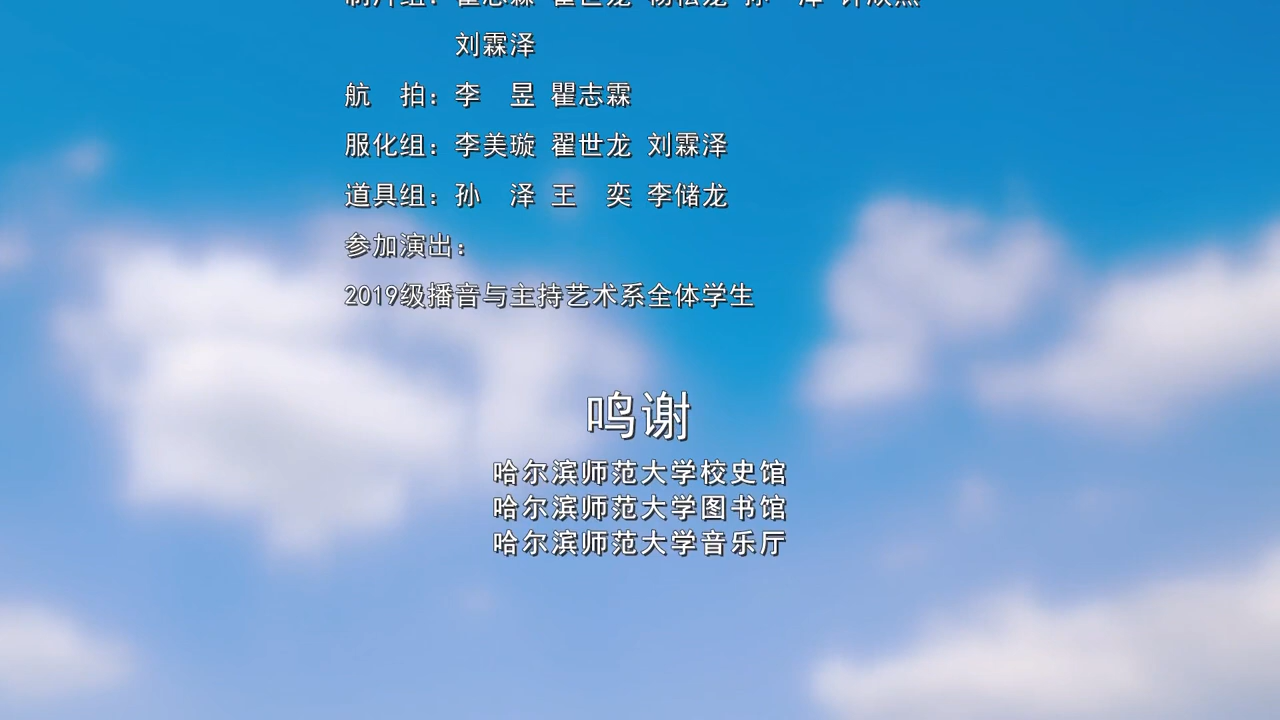 刘霖泽
航　拍：李　昱 瞿志霖
服化组：李美璇 翟世龙 刘霖泽
道具组：孙　泽 王　奕 李储龙
参加演出：
2019级播音与主持艺术系全体学生
鸣谢
哈尔滨师范大学校史馆
哈尔滨师范大学图书馆
哈尔滨师范大学音乐厅